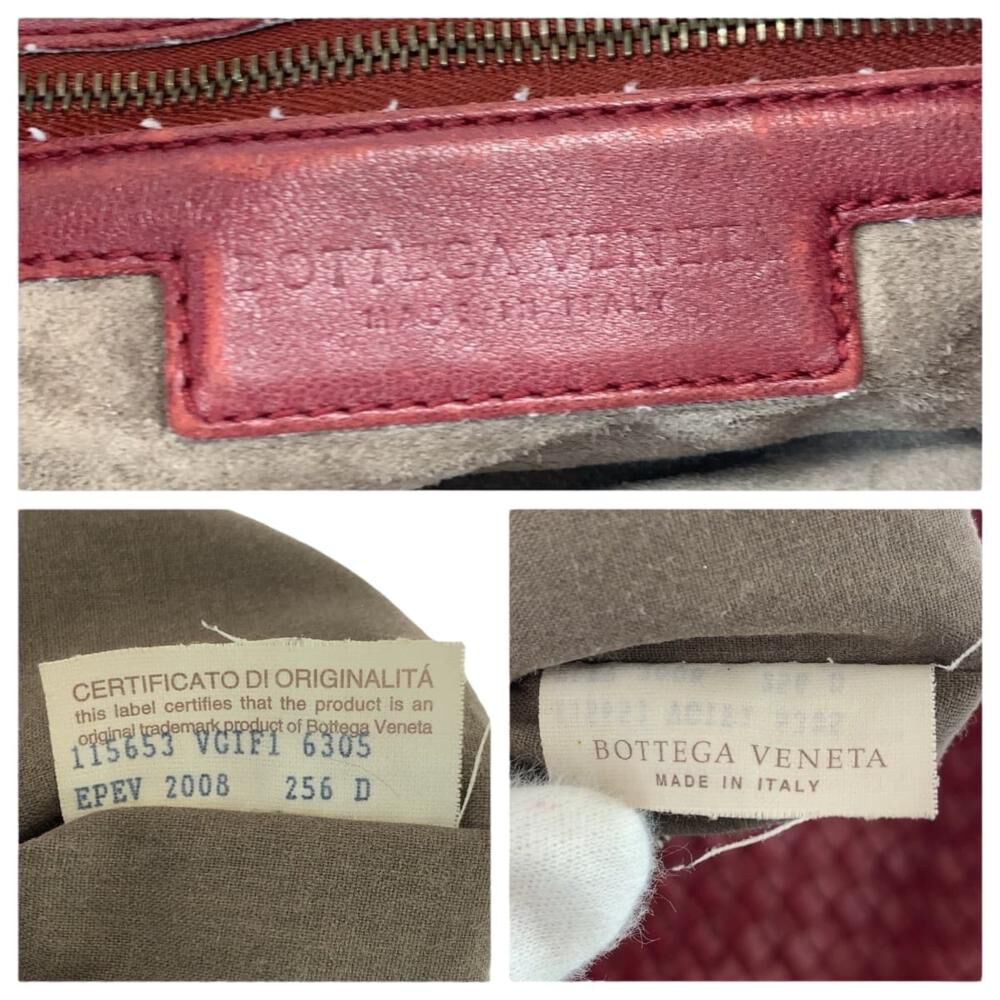 BOTTEGA VENETA
MADE IN ITALY
CERTIFICATO DI ORIGINALITÁ
this label certifies that the product is an
original trademark product of Bottega Veneta
115653 VCIF1 6305
EPEV 2008 256 D
BOTTEGA VENETA
MADE IN ITALY